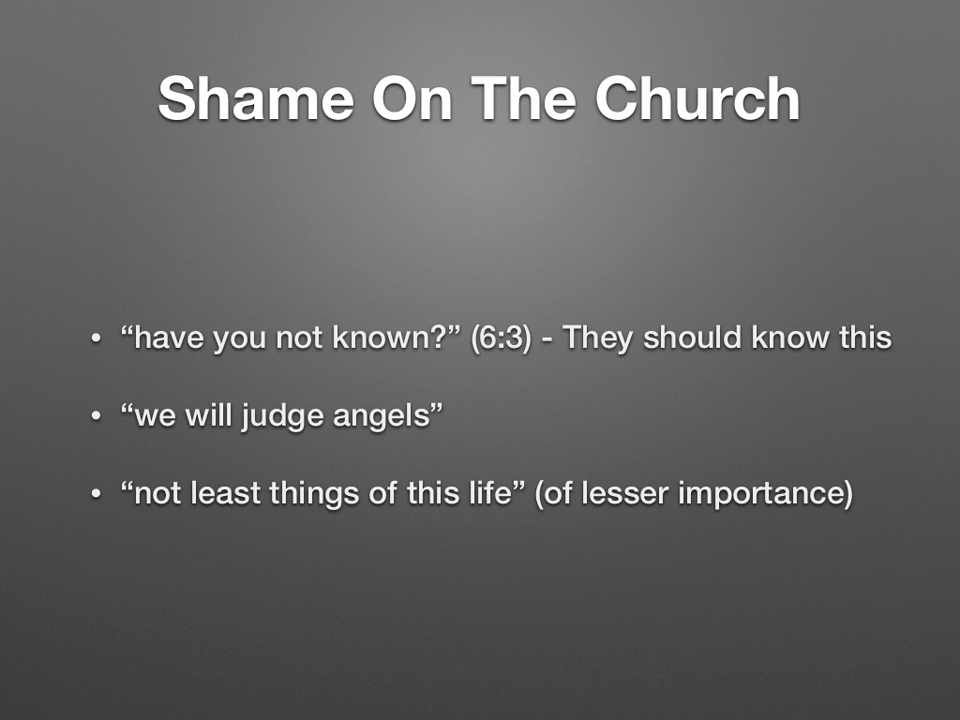 Shame On The Church
• “have you not known?” (6:3) - They should know this
• “we will judge angels”
• “not least things of this life” (of lesser importance)